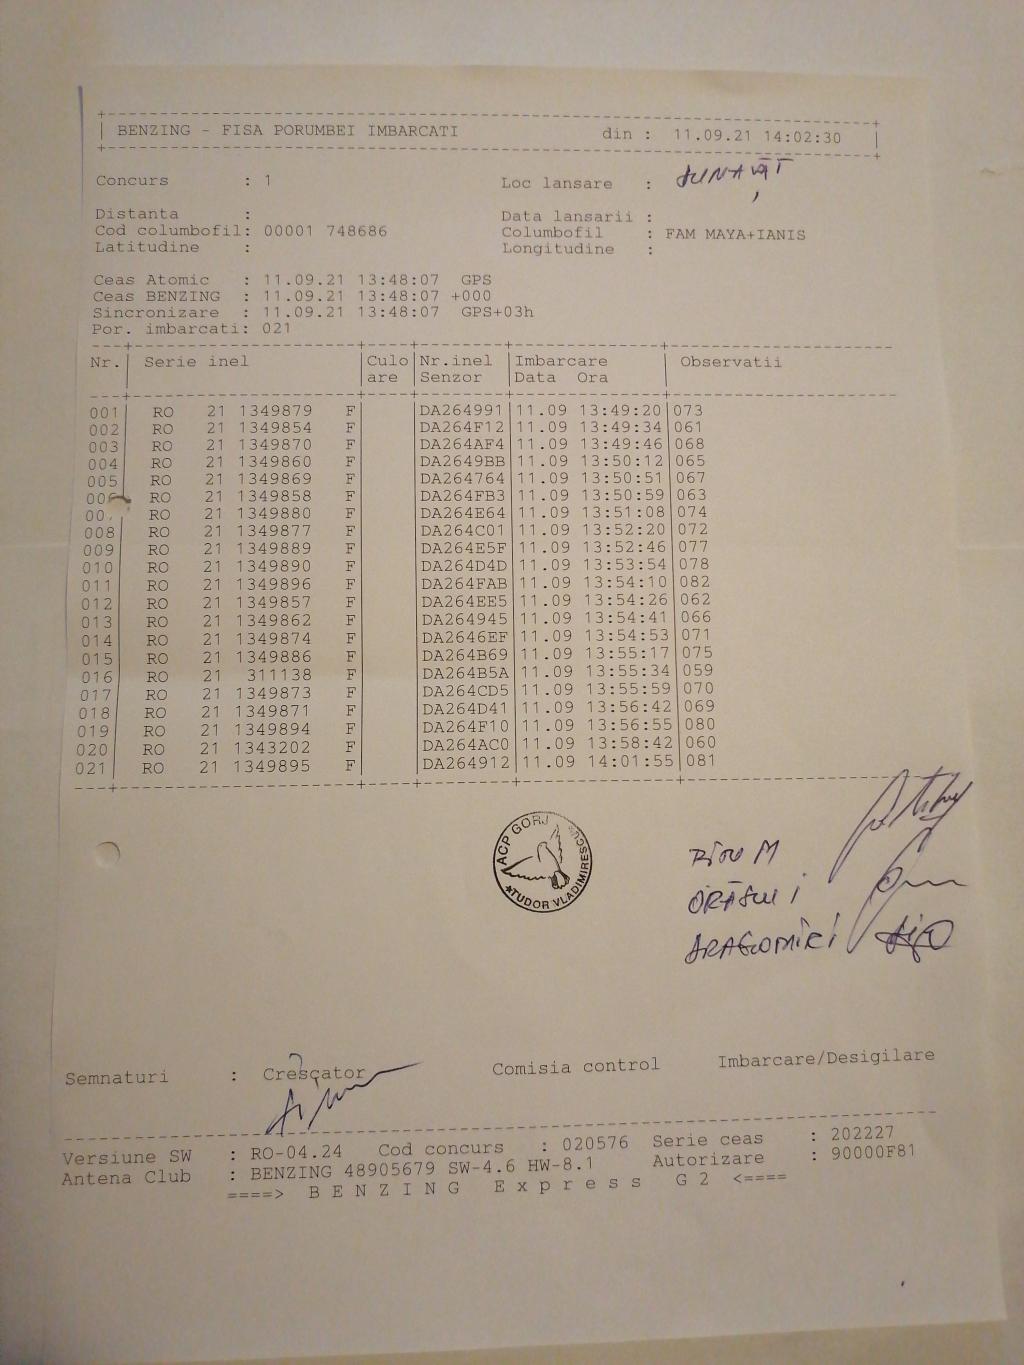 BENZING - FISA PORUMBEI IMBARCATI din : 11.09.21 14:02:30
Concurs : 1 Loc lansare :
Distanta : Data lansarii :
Cod columbofil: 00001 748686 Columbofil : FAM MAYA+IANIS
Latitudine : Longitudine :
Ceas Atomic : 11.09.21 13:48:07 GPS
Ceas BENZING : 11.09.21 13:48:07 +000
Sincronizare : 11.09.21 13:48:07 GPS+03h
Por. imbarcati: 021
Nr. Serie inel Culo Nr.inel Imbarcare Observatii
are Senzor Data Ora
001 RO 21 1349879 F DA264991 11.09 13:49:20 073
002 RO 21 1349854 F DA264F12 11.09 13:49:34 061
003 RO 21 1349870 F DA264AF4 11.09 13:49:46 068
004 RO 21 1349860 F DA2649BB 11.09 13:50:12 065
005 RO 21 1349869 F DA264764 11.09 13:50:51 067
006 RO 21 1349858 F DA264FB3 11.09 13:50:59 063
00 RO 21 1349880 F DA264E64 11.09 13:51:08 074
008 RO 21 1349877 F DA264C01 11.09 13:52:20 072
009 RO 21 1349889 F DA264E5F 11.09 13:52:46 077
010 RO 21 1349890 F DA264D4D 11.09 13:53:54 078
011 RO 21 1349896 F DA264FAB 11.09 13:54:10 082
012 RO 21 1349857 F DA264EE5 11.09 13:54:26 062
013 RO 21 1349862 F DA264945 11.09 13:54:41 066
014 RO 21 1349874 F DA2646EF 11.09 13:54:53 071
015 RO 21 1349886 F DA264B69 11.09 13:55:17 075
016 RO 21 311138 F DA264B5A 11.09 13:55:34 059
017 RO 21 1349873 F DA264CD5 11.09 13:55:59 070
018 RO 21 1349871 F DA264D41 11.09 13:56:42 069
019 RO 21 1349894 F DA264F10 11.09 13:56:55 080
020 RO 21 1343202 F DA264AC0 11.09 13:58:42 060
021 RO 21 1349895 F DA264912 11.09 14:01:55 081
ACP GORJ
*TUDOR VLADIMIRESCU
Semnaturi : Crescator Comisia control Imbarcare/Desigilare
Versiune SW : RO-04.24 Cod concurs : 020576 Serie ceas : 202227
Antena Club : BENZING 48905679 SW-4.6 HW-8.1 Autorizare : 90000F81
====> B E N Z I N G E x p r e s s G 2 <====